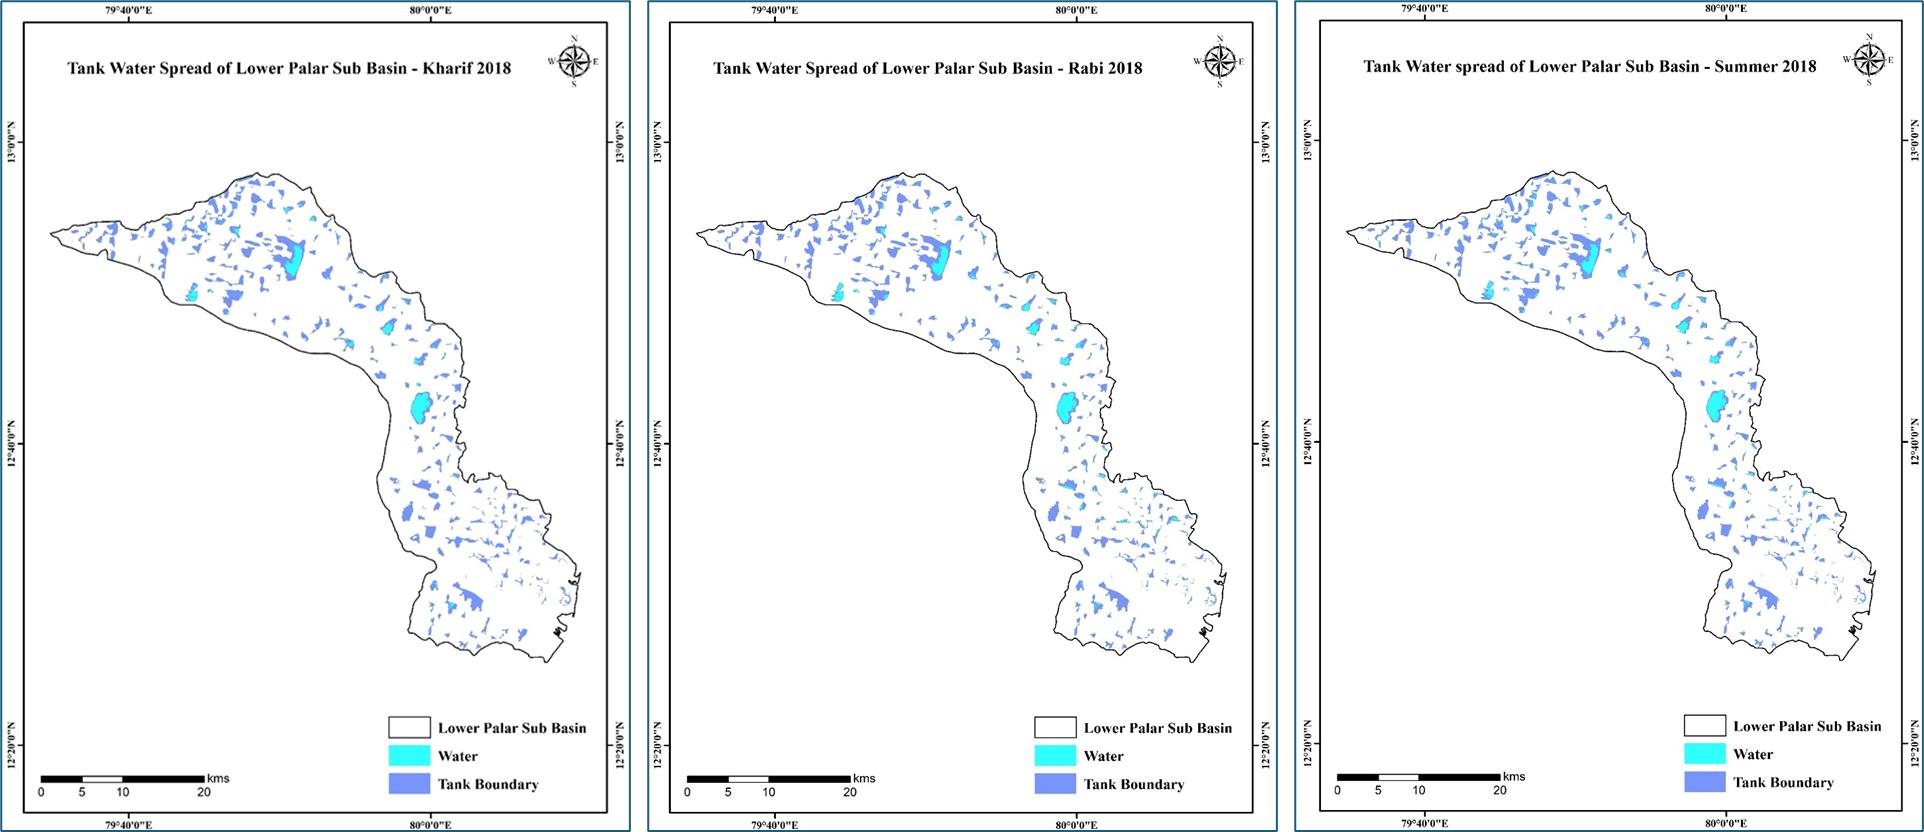 79°40'0"E 80°0'0"E
N
W E
S
Tank Water Spread of Lower Palar Sub Basin - Kharif 2018
13°0'0"N 13°0'0"N
12°40'0"N 12°40'0"N
12°20'0"N 12°20'0"N
Lower Palar Sub Basin
Water
Tank Boundary
kms
0 5 10 20
79°40'0"E 80°0'0"E
79°40'0"E 80°0'0"E
N
W E
S
Tank Water Spread of Lower Palar Sub Basin - Rabi 2018
13°0'0"N 13°0'0"N
12°40'0"N 12°40'0"N
12°20'0"N 12°20'0"N
Lower Palar Sub Basin
Water
Tank Boundary
kms
0 5 10 20
79°40'0"E 80°0'0"E
79°40'0"E 80°0'0"E
N
W E
S
Tank Water spread of Lower Palar Sub Basin - Summer 2018
13°0'0"N 13°0'0"N
12°40'0"N 12°40'0"N
12°20'0"N 12°20'0"N
Lower Palar Sub Basin
Water
Tank Boundary
kms
0 5 10 20
79°40'0"E 80°0'0"E